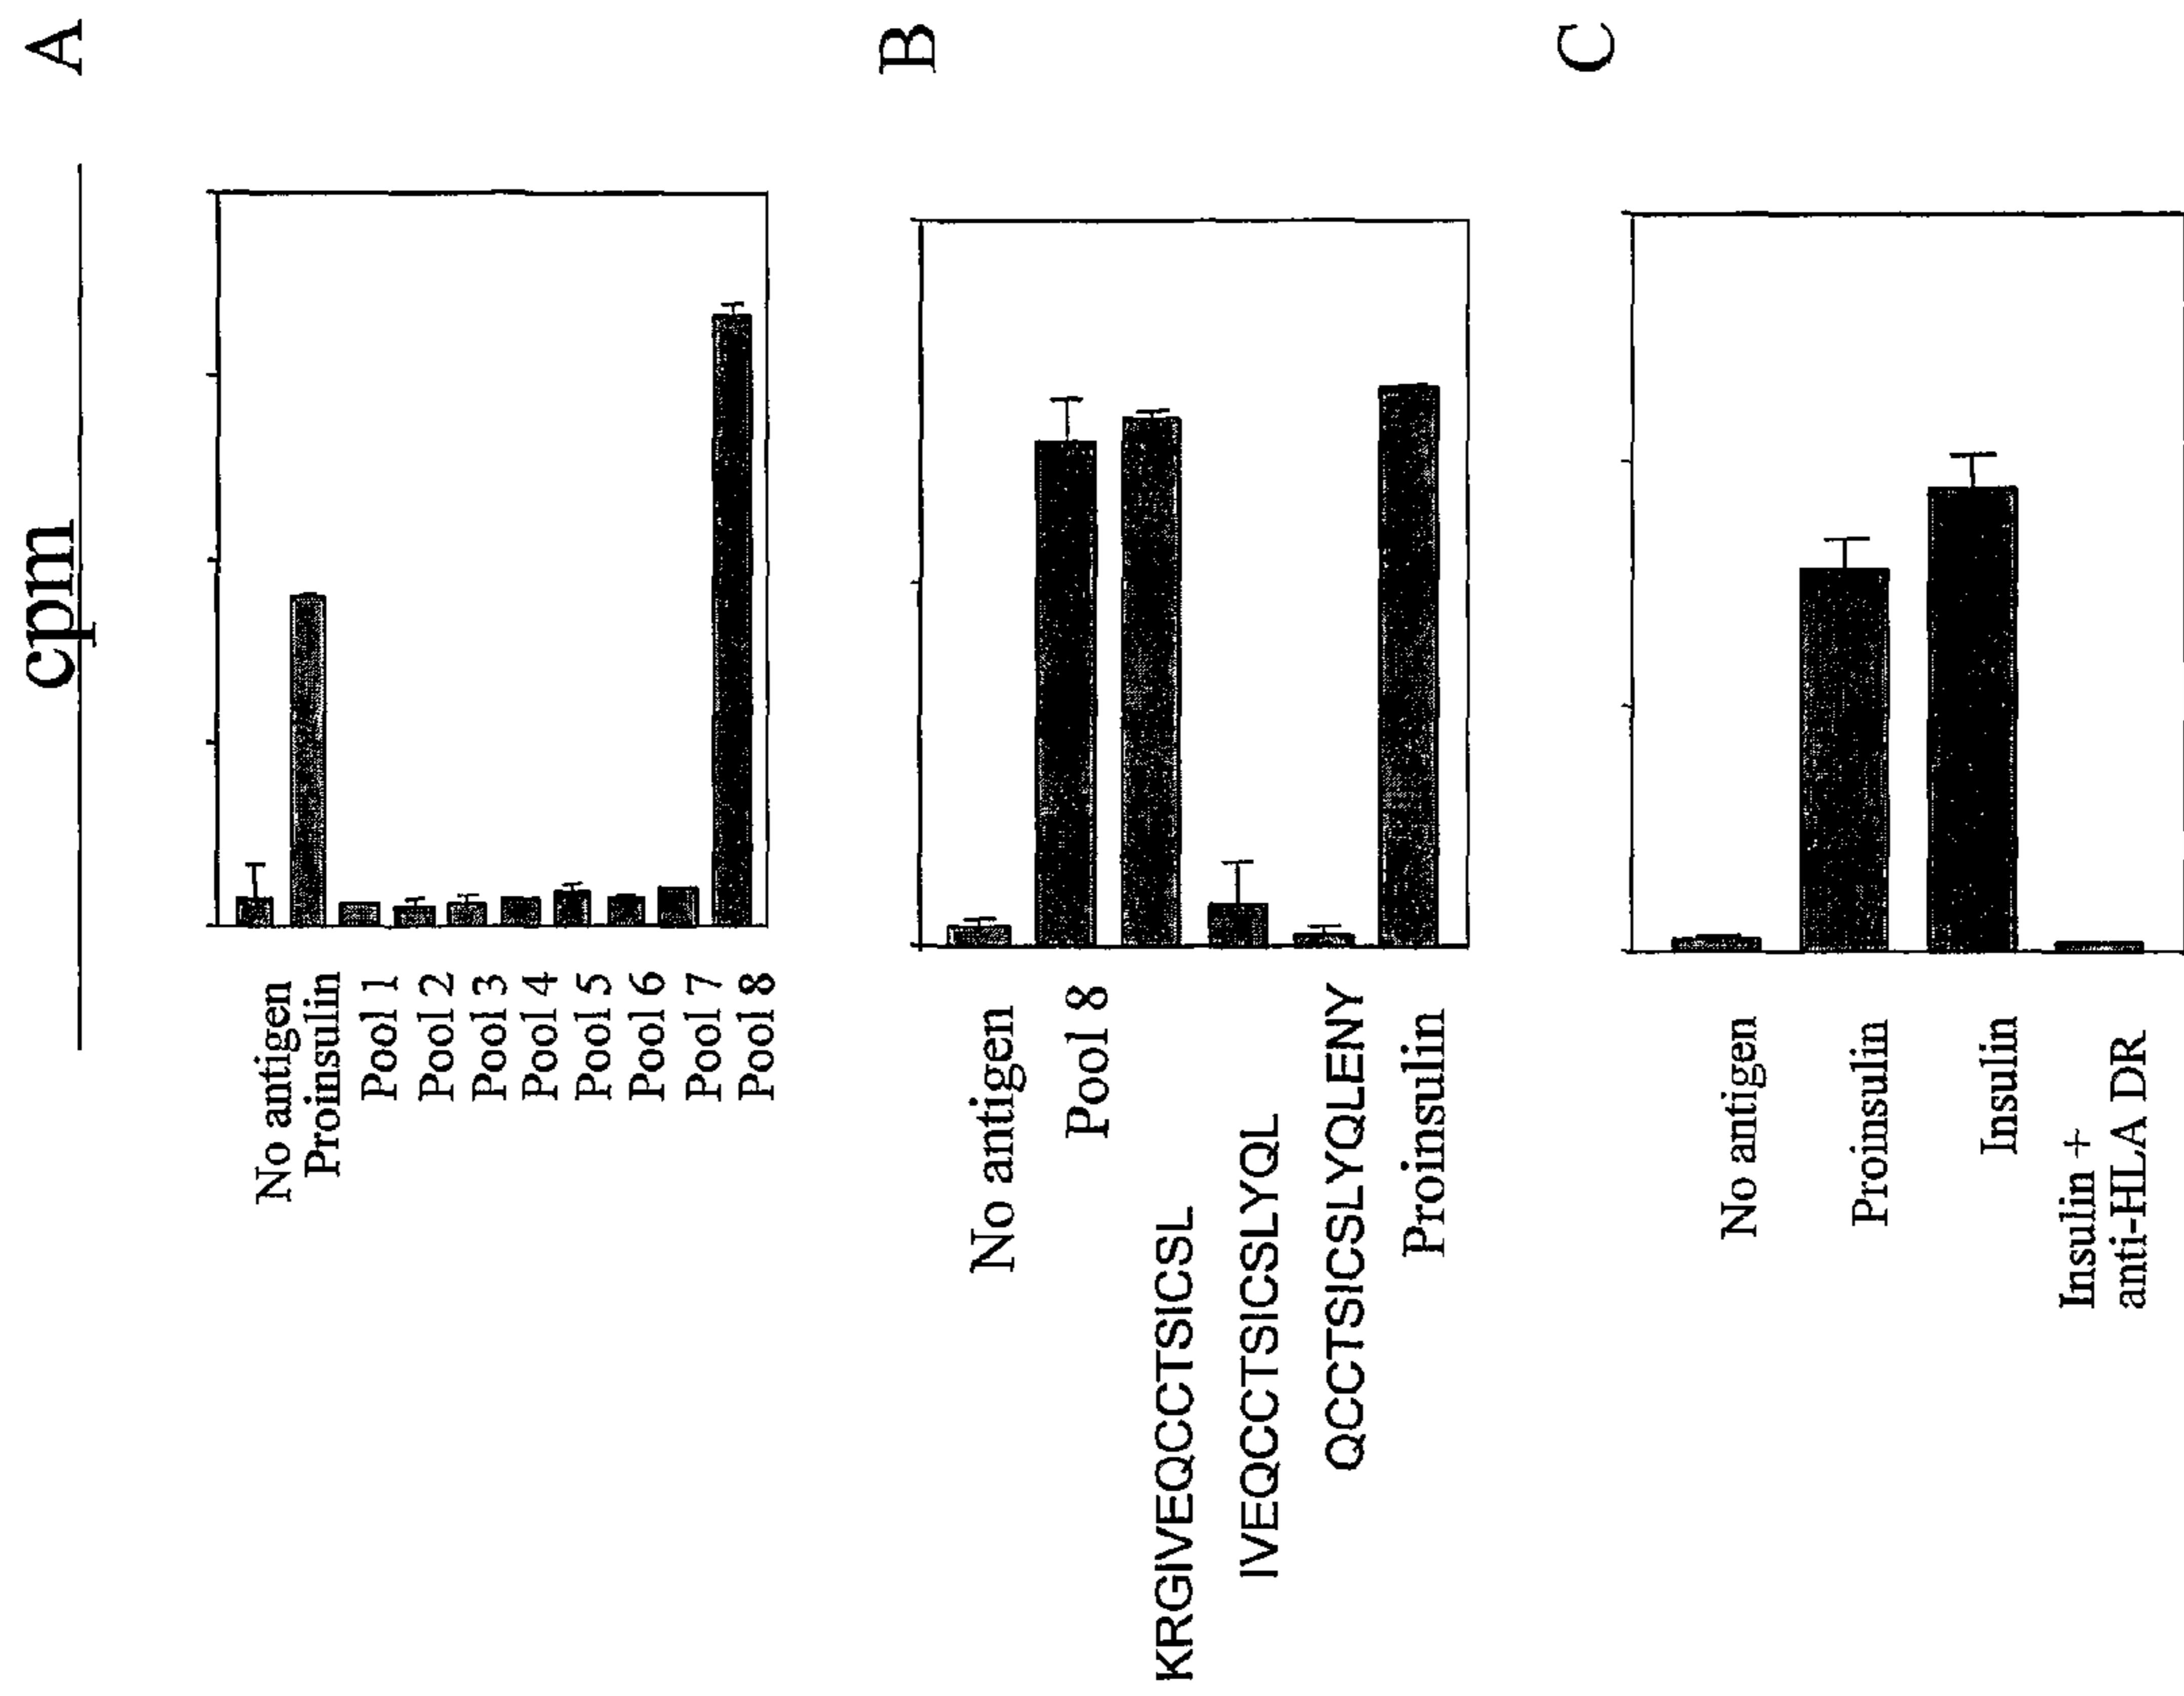 cpm
A
No antigen
Proinsulin
Pool 1
Pool 2
Pool 3
Pool 4
Pool 5
Pool 6
Pool 7
Pool 8
B
No antigen
Pool 8
KRGIVEQCCTSICSL
IVEQCCTSICSLYQL
QCCTSICSLYQLENY
Proinsulin
C
No antigen
Proinsulin
Insulin
Insulin +
anti-HLA DR